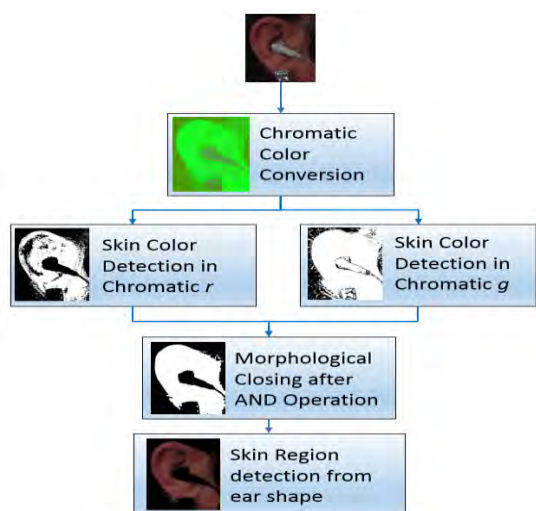 Chromatic
Color
Conversion
Skin Color
Detection in
Chromatic r
Skin Color
Detection in
Chromatic g
Morphological
Closing after
AND Operation
Skin Region
detection from
ear shape